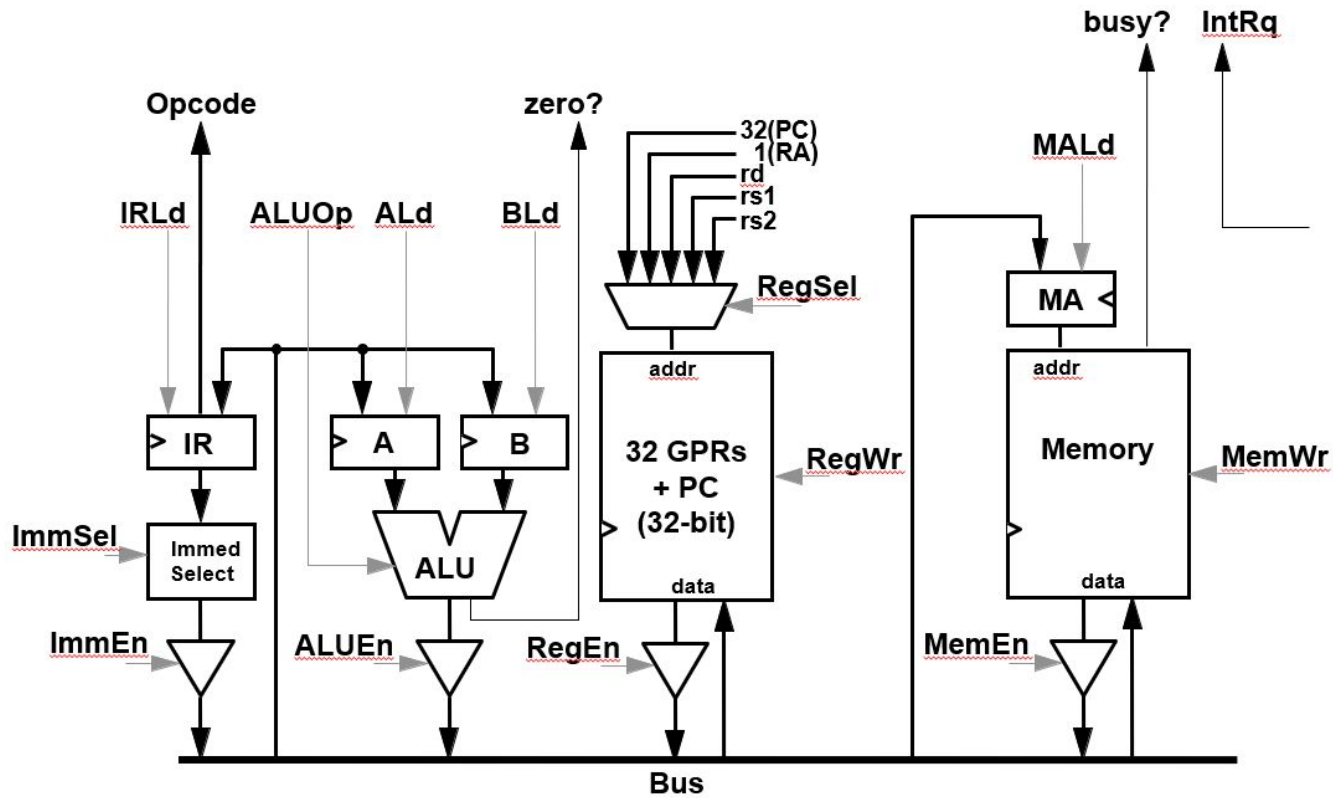 busy? IntRq
Opcode zero?
32(PC)
1(RA)
rd
rs1
rs2
MALd
IRLd ALUOp ALd BLd
RegSel
MA
addr addr
IR A B
32 GPRs
+ PC
(32-bit)
Memory
RegWr MemWr
ImmSel
Immed
Select
ALU
data data
ImmEn ALUEn RegEn MemEn
Bus